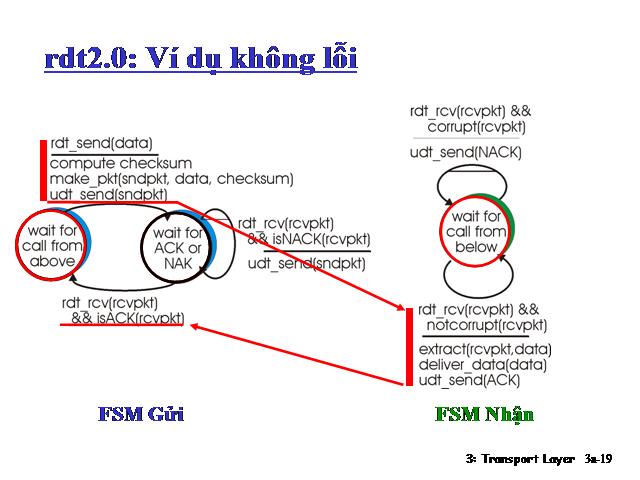 rdt2.0: Ví dụ không lỗi
rdt_send(data)
compute checksum
make_pkt(sndpkt, data, checksum)
udt_send(sndpkt)
wait for
call from
above
wait for
ACK or
NAK
rdt_rcv(rcvpkt)
&& isNACK(rcvpkt)
udt_send(sndpkt)
rdt_rcv(rcvpkt)
&& isACK(rcvpkt)
FSM Gửi
rdt_rcv(rcvpkt) &&
corrupt(rcvpkt)
udt_send(NACK)
wait for
call from
below
rdt_rcv(rcvpkt) &&
notcorrupt(rcvpkt)
extract(rcvpkt,data)
deliver_data(data)
udt_send(ACK)
FSM Nhận
3: Transport Layer 3a-19